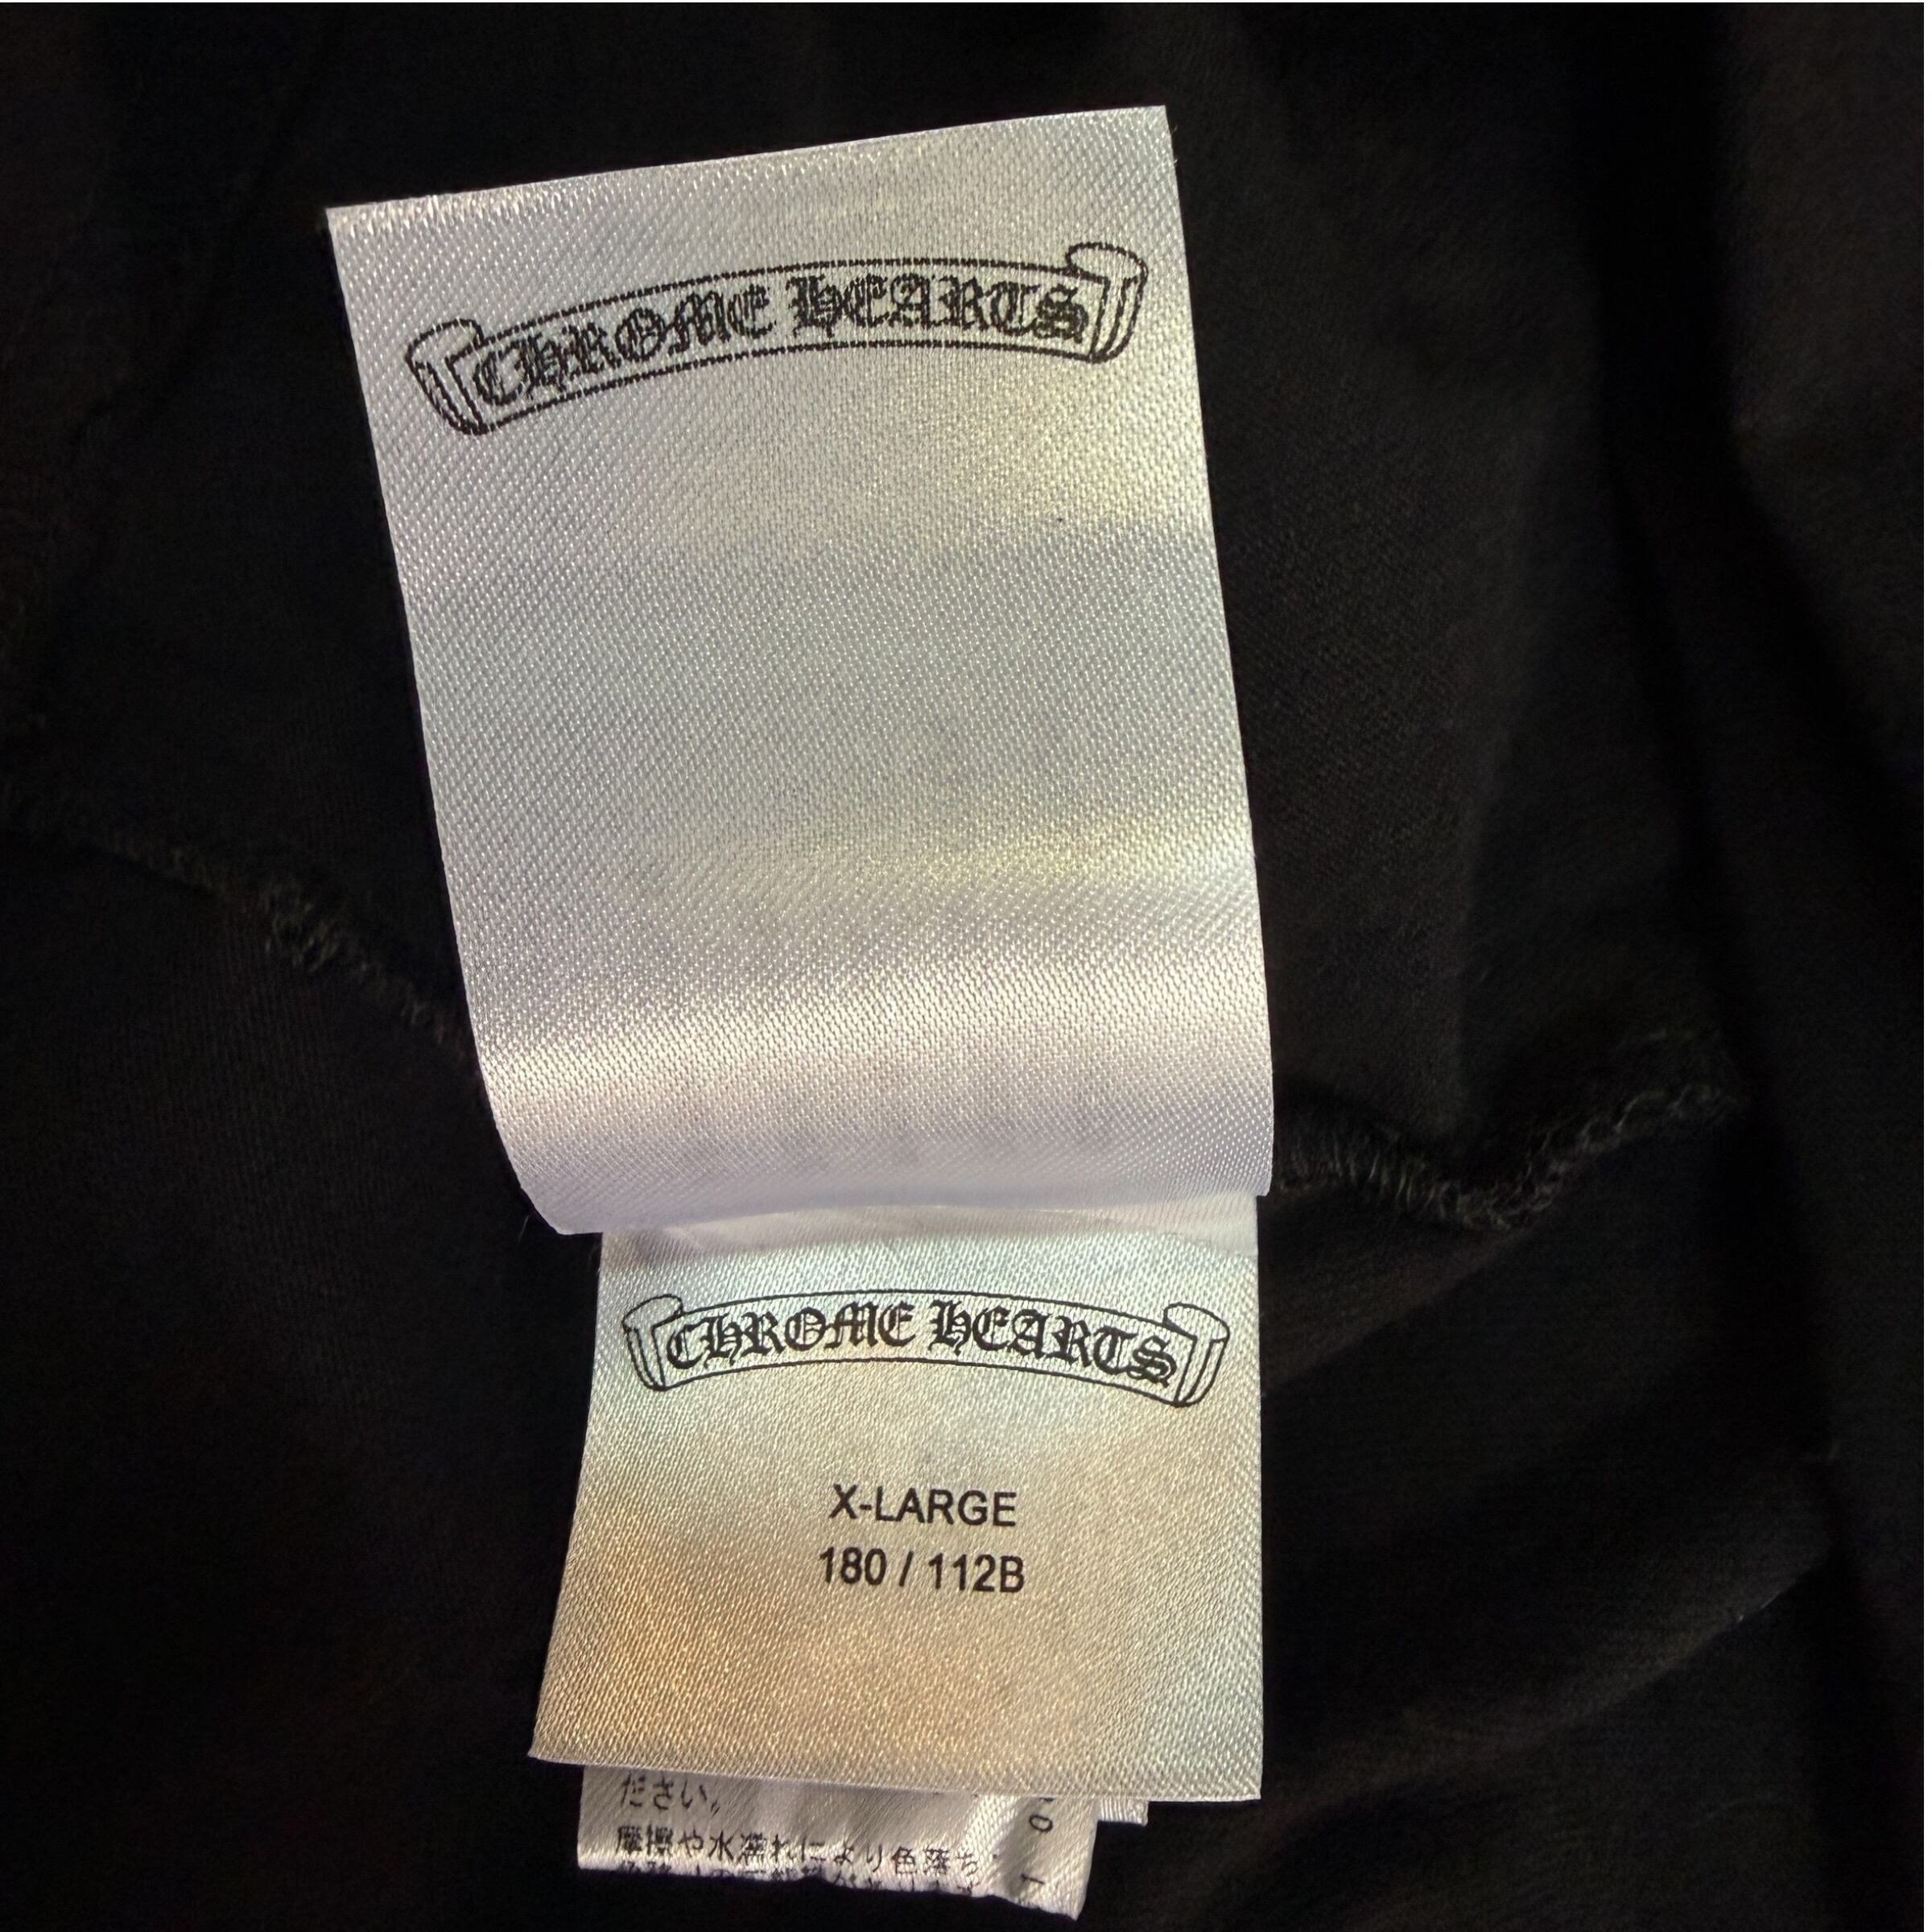 CHROME HEARTS
CHROME HEARTS
X-LARGE
180 / 112B
ださい。
摩擦や水濡れにより色落ち